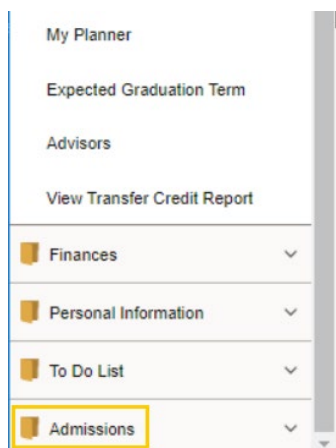 My Planner
Expected Graduation Term
Advisors
View Transfer Credit Report
Finances
Personal Information
To Do List
Admissions